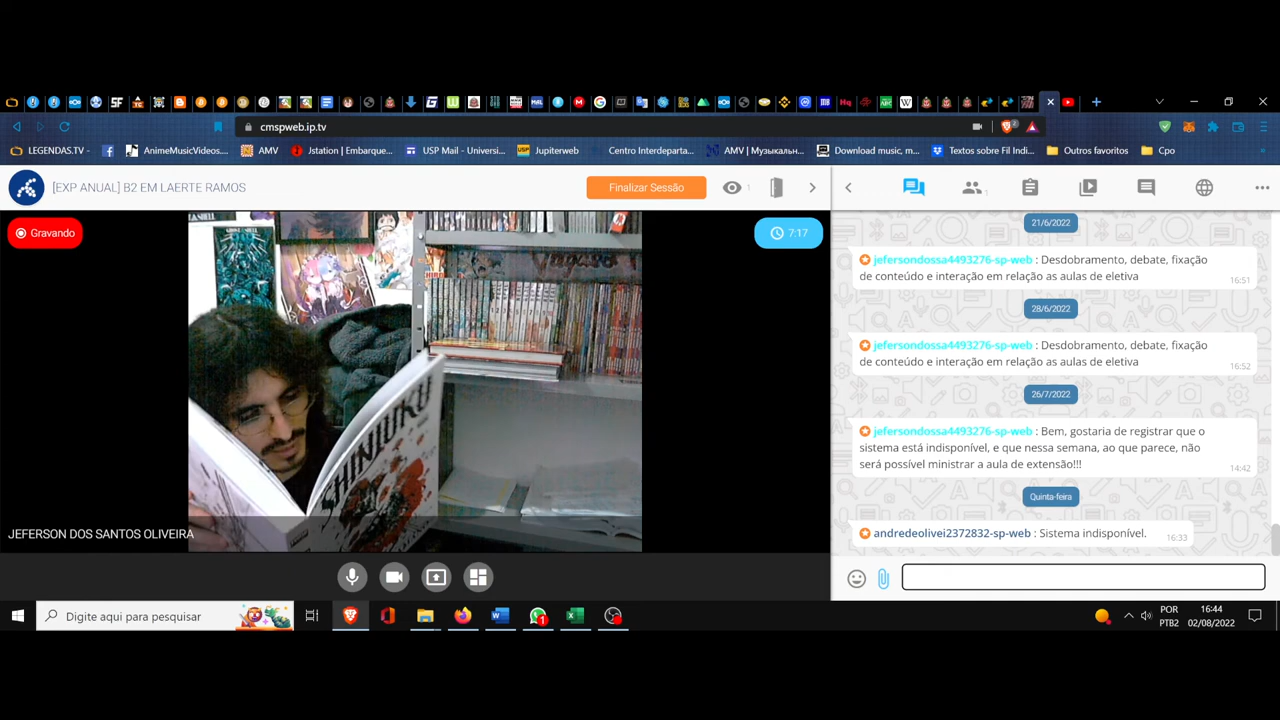 cmspweb.ip.tv
2
LEGENDAS.TV -
AnimeMusicVideos....
AMV
Jstation | Embarque...
USP Mail - Universi...
Jupiterweb
Centro Interdeparta...
AMV | Музыкальн...
Download music, m...
Textos sobre Fil Indi...
Outros favoritos
Cpo
[EXP ANUAL] B2 EM LAERTE RAMOS
Finalizar Sessão
1
1
Gravando
7:17
21/6/2022
jefersondossa4493276-sp-web : Desdobramento, debate, fixação
de conteúdo e interação em relação as aulas de eletiva
16:51
28/6/2022
jefersondossa4493276-sp-web : Desdobramento, debate, fixação
de conteúdo e interação em relação as aulas de eletiva
16:52
26/7/2022
jefersondossa4493276-sp-web : Bem, gostaria de registrar que o
sistema está indisponível, e que nessa semana, ao que parece, não
será possível ministrar a aula de extensão!!!
14:42
Quinta-feira
andredeolivei2372832-sp-web : Sistema indisponível.
16:33
SHINJUKU
JEFERSON DOS SANTOS OLIVEIRA
Digite aqui para pesquisar
1
POR
PTB2
16:44
02/08/2022